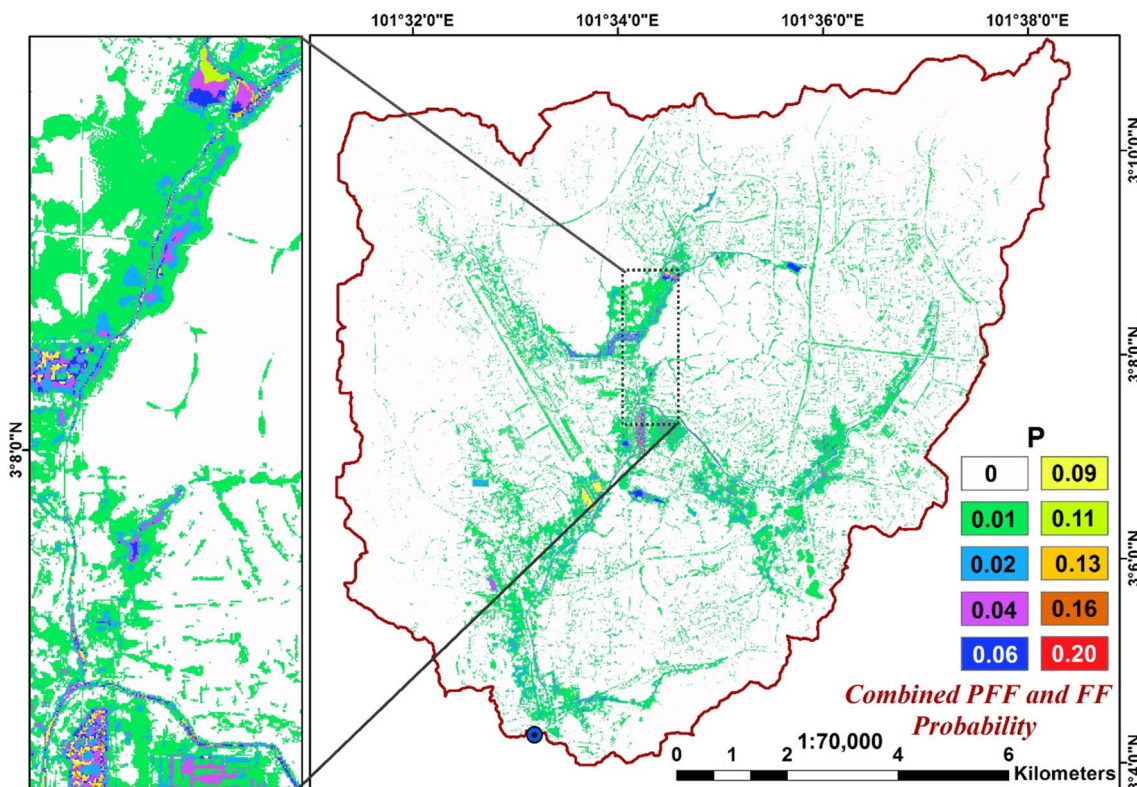 101°32'0"E 101°34'0"E 101°36'0"E 101°38'0"E
3°10'0"N
3°8'0"N
3°8'0"N
P
0 0.09
0.01 0.11
0.02 0.13
0.04 0.16
0.06 0.20
3°6'0"N
Combined PFF and FF
Probability
1:70,000
0 1 2 4 6
Kilometers
3°4'0"N